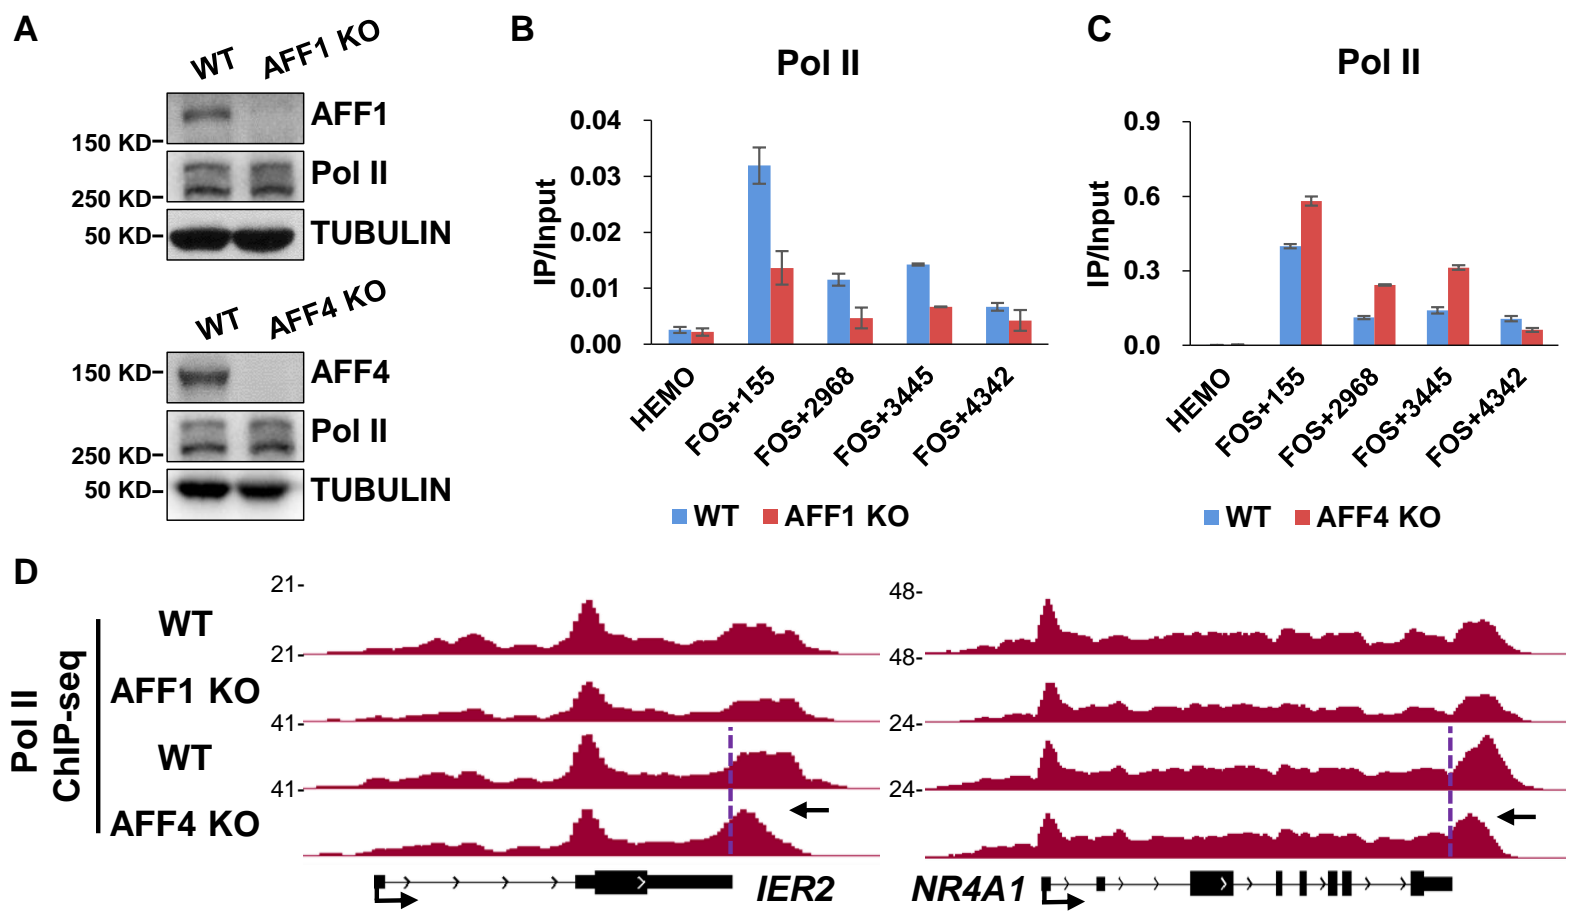 A
WT
AFF1 KO
AFF1
150 KD
Pol II
250 KD
50 KD
TUBULIN
WT
AFF4 KO
150 KD
AFF4
Pol II
250 KD
50 KD
TUBULIN
B
Pol II
IP/Input
0.04
0.03
0.02
0.01
0.00
HEMO
FOS+155
FOS+2968
FOS+3445
FOS+4342
WT
AFF1 KO
C
Pol II
IP/Input
0.9
0.6
0.3
0.0
HEMO
FOS+155
FOS+2968
FOS+3445
FOS+4342
WT
AFF4 KO
D
Pol II
ChIP-seq
WT
AFF1 KO
WT
AFF4 KO
21-
21-
41-
41-
48-
48-
24-
24-
IER2
NR4A1